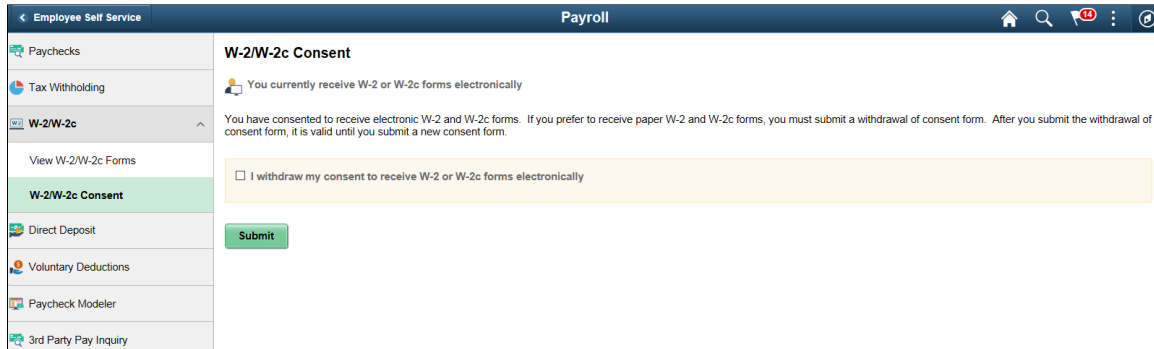 Employee Self Service
Payroll
14
Paychecks
Tax Withholding
W2
W-2/W-2c
View W-2/W-2c Forms
W-2/W-2c Consent
Direct Deposit
Voluntary Deductions
Paycheck Modeler
3rd Party Pay Inquiry
W-2/W-2c Consent
You currently receive W-2 or W-2c forms electronically
You have consented to receive electronic W-2 and W-2c forms. If you prefer to receive paper W-2 and W-2c forms, you must submit a withdrawal of consent form. After you submit the withdrawal of
consent form, it is valid until you submit a new consent form.
I withdraw my consent to receive W-2 or W-2c forms electronically
Submit